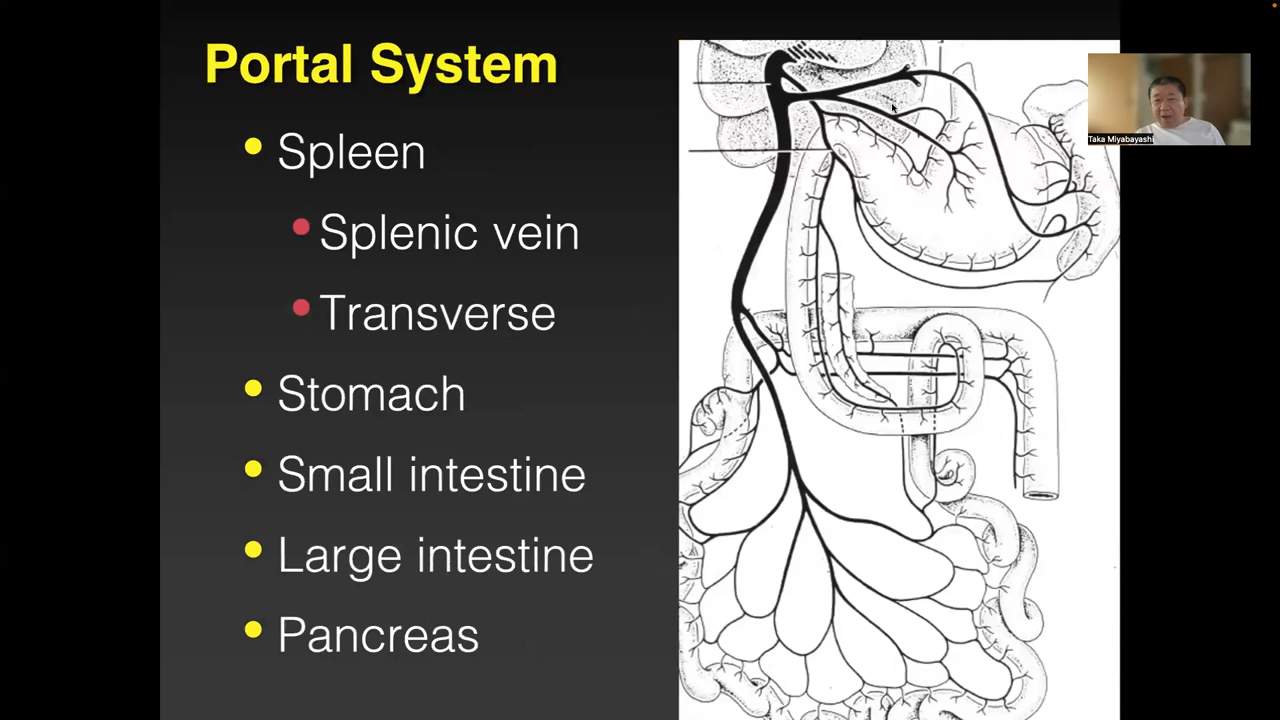 Portal System
Spleen
Splenic vein
Transverse
Stomach
Small intestine
Large intestine
Pancreas
Taka Miyabayashi